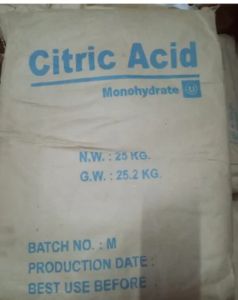 Citric Acid
Monohydrate U
N.W. : 25 KG.
G.W. : 25.2 KG.
BATCH NO. : M
PRODUCTION DATE :
BEST USE BEFORE